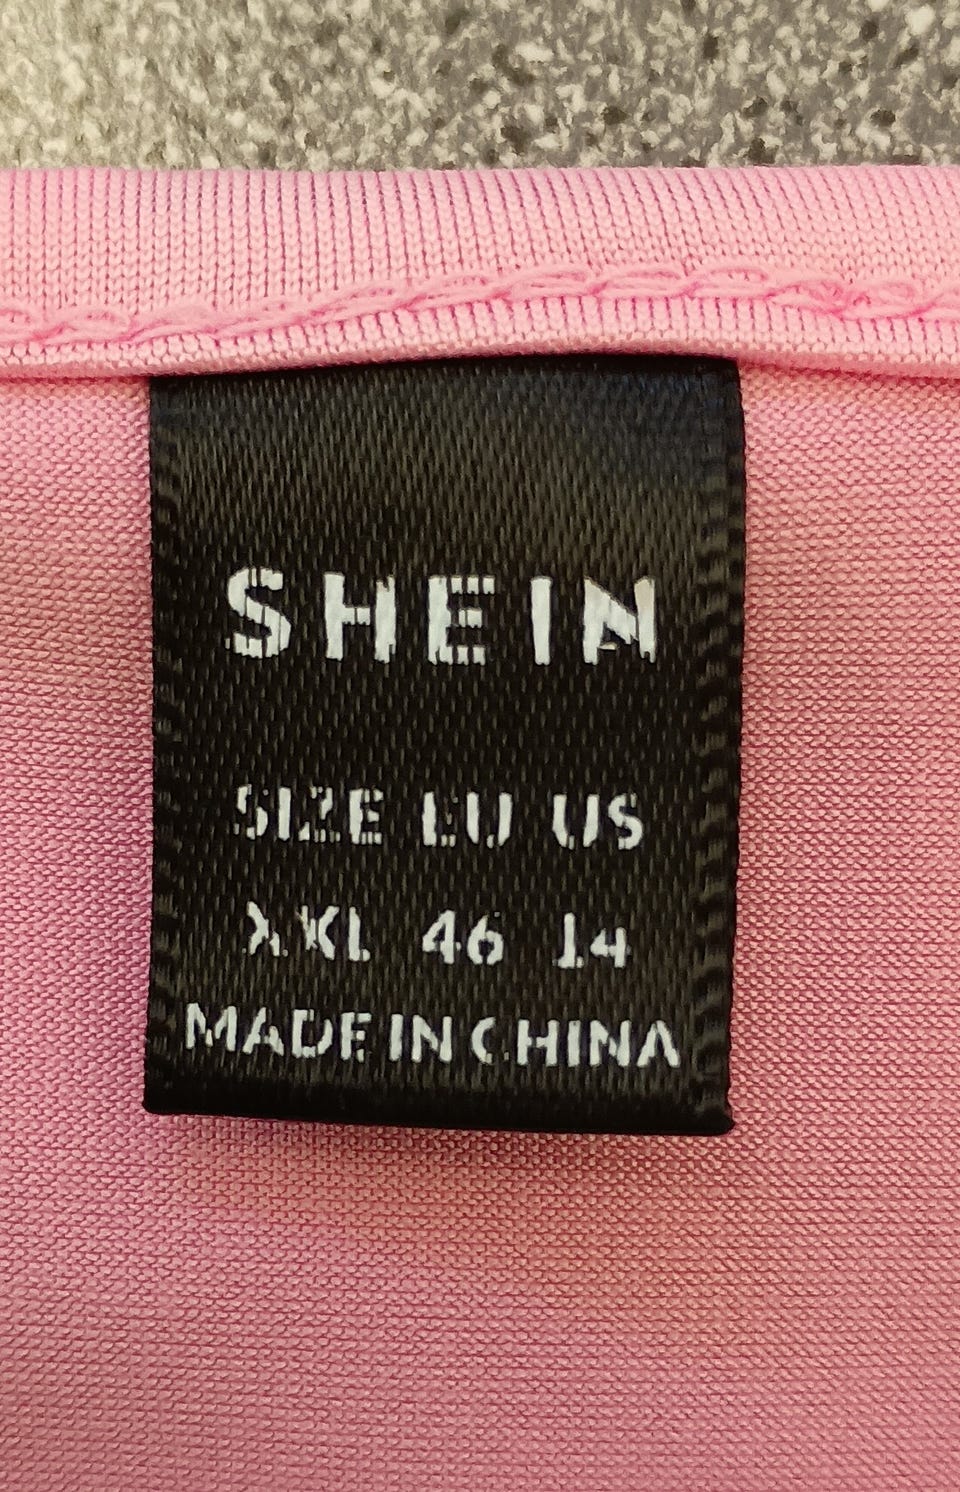 SHEIN
SIZE EU US
XXL 46 14
MADE IN CHINA